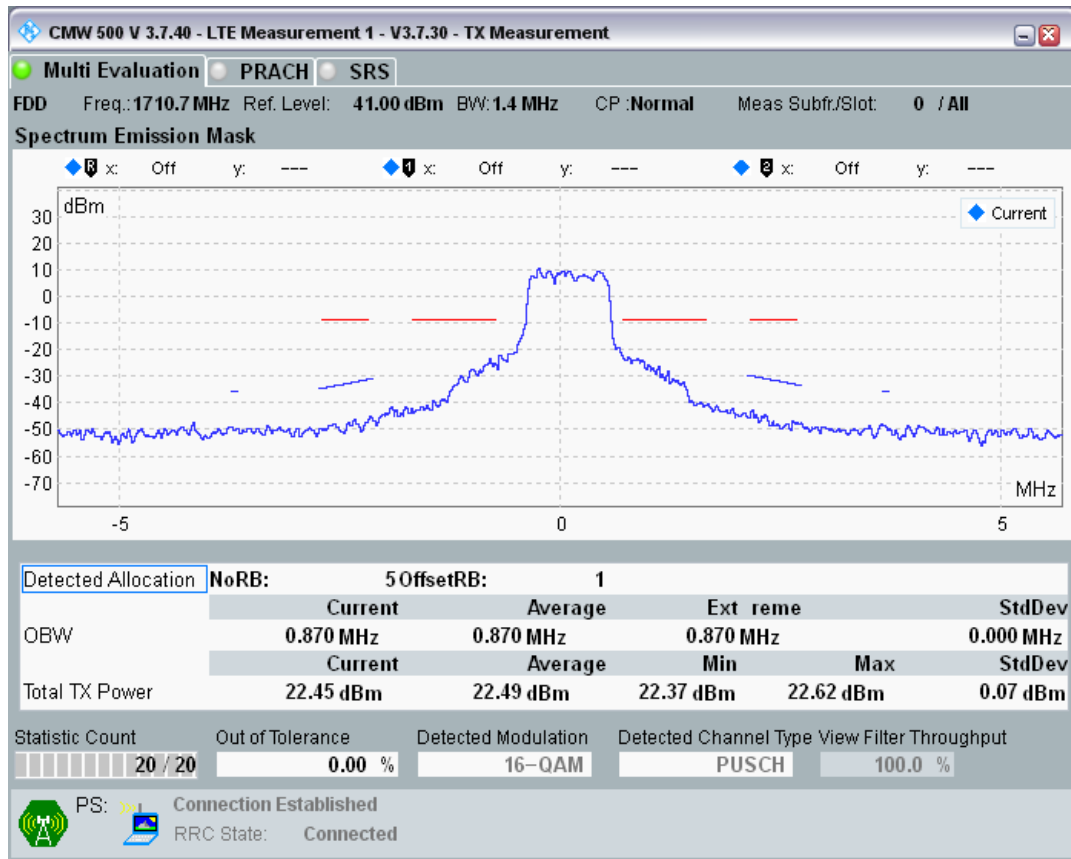 CMW 500 V 3.7.40 - LTE Measurement 1 - V3.7.30 - TX Measurement
Multi Evaluation PRACH SRS
FDD Freq.: 1710.7 MHz Ref. Level: 41.00 dBm BW: 1.4 MHz CP :Normal Meas Subfr./Slot: 0 / All
Spectrum Emission Mask
R x: Off y: --- 1 x: Off y: --- 2 x: Off y: ---
dBm
Current
30
20
10
0
-10
-20
-30
-40
-50
-60
-70
MHz
-5 0 5
Detected Allocation NoRB: 5 OffsetRB: 1
Current Average Ext reme StdDev
OBW 0.870 MHz 0.870 MHz 0.870 MHz 0.000 MHz
Current Average Min Max StdDev
Total TX Power 22.45 dBm 22.49 dBm 22.37 dBm 22.62 dBm 0.07 dBm
Statistic Count Out of Tolerance Detected Modulation Detected Channel Type View Filter Throughput
20 / 20 0.00 % 16-QAM PUSCH 100.0 %
PS: Connection Established
RRC State: Connected